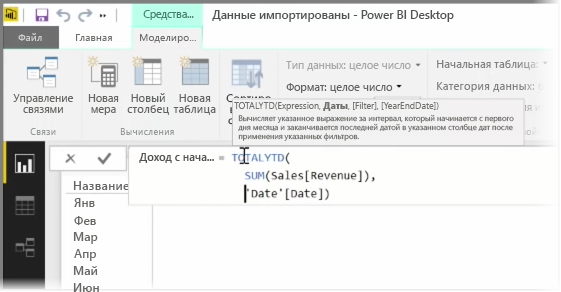 Средства...
Данные импортированы - Power BI Desktop
Файл
Главная
Моделиро...
Управление связями
Новая мера
Новый столбец
Новая таблица
Сортиро
Тип данных: целое число
Формат: целое число
Начальная таблица:
Категория данных:
Связи
Вычисления
TOTALYTD(Expression, Даты, [Filter], [YearEndDate])
Вычисляет указанное выражение за интервал, который начинается с первого
дня месяца и заканчивается последней датой в указанном столбце дат после
применения указанных фильтров.
Доход с нача... = TOTALYTD(
SUM(Sales[Revenue]),
'Date'[Date])
Название
Янв
Фев
Мар
Апр
Май
Июн